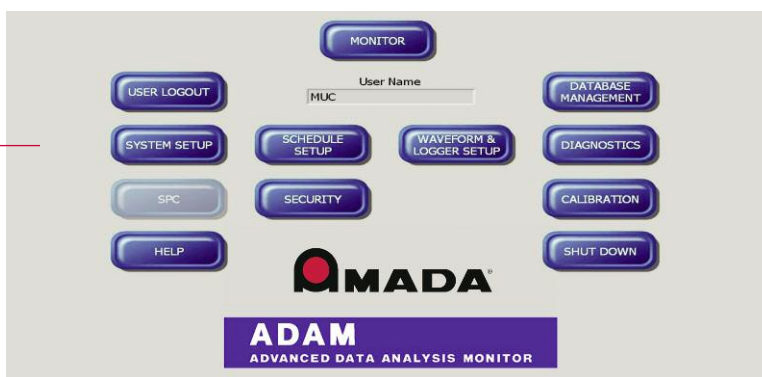 MONITOR
User Name
MUC
USER LOGOUT
DATABASE
MANAGEMENT
SYSTEM SETUP
SCHEDULE
SETUP
WAVEFORM &
LOGGER SETUP
DIAGNOSTICS
SPC
SECURITY
CALIBRATION
HELP
SHUT DOWN
AMADA®
ADAM
ADVANCED DATA ANALYSIS MONITOR